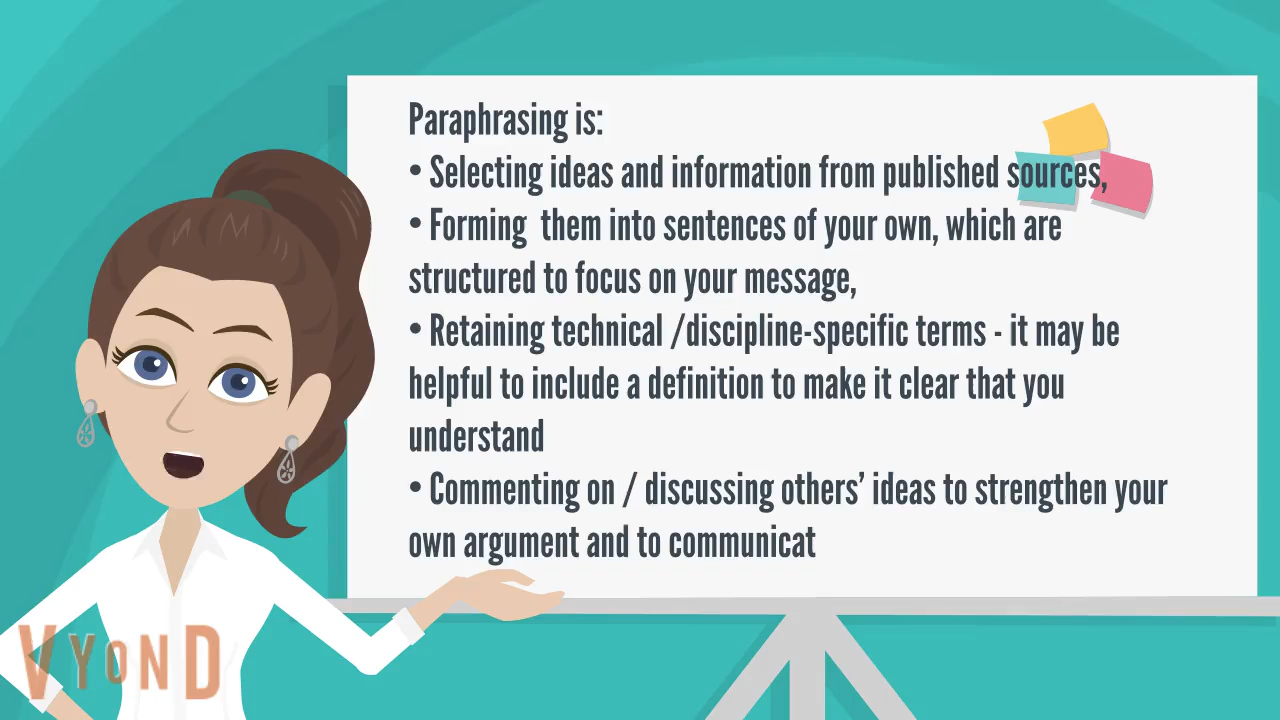 Paraphrasing is:
• Selecting ideas and information from published sources,
• Forming  them into sentences of your own, which are
structured to focus on your message,
• Retaining technical /discipline-specific terms - it may be
helpful to include a definition to make it clear that you
understand
• Commenting on / discussing others’ ideas to strengthen your
own argument and to communicat
VYOND